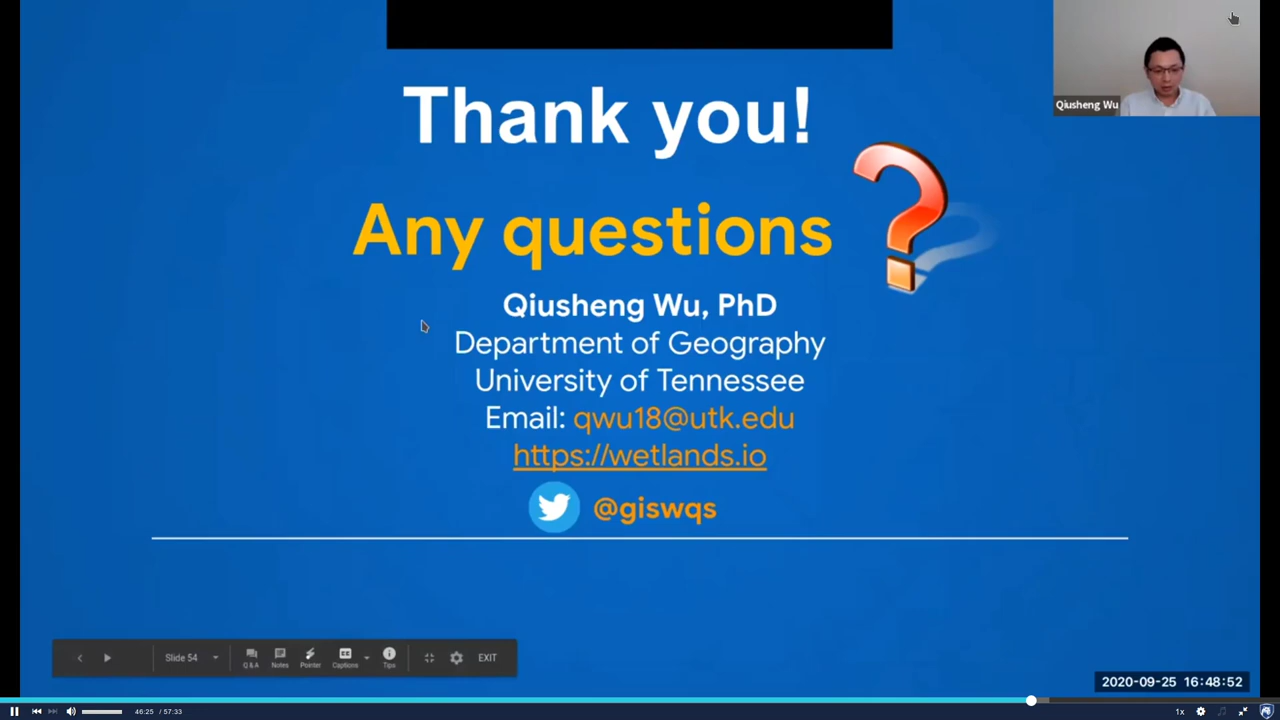 Thank you!
Any questions
Qiusheng Wu
Qiusheng Wu, PhD
Department of Geography
University of Tennessee
Email: qwu18@utk.edu
https://wetlands.io
@giswqs
Slide 54
Q & A
Notes
Pointer
Captions
Tips
EXIT
2020-09-25 16:48:52
46:25 / 57:33
1x